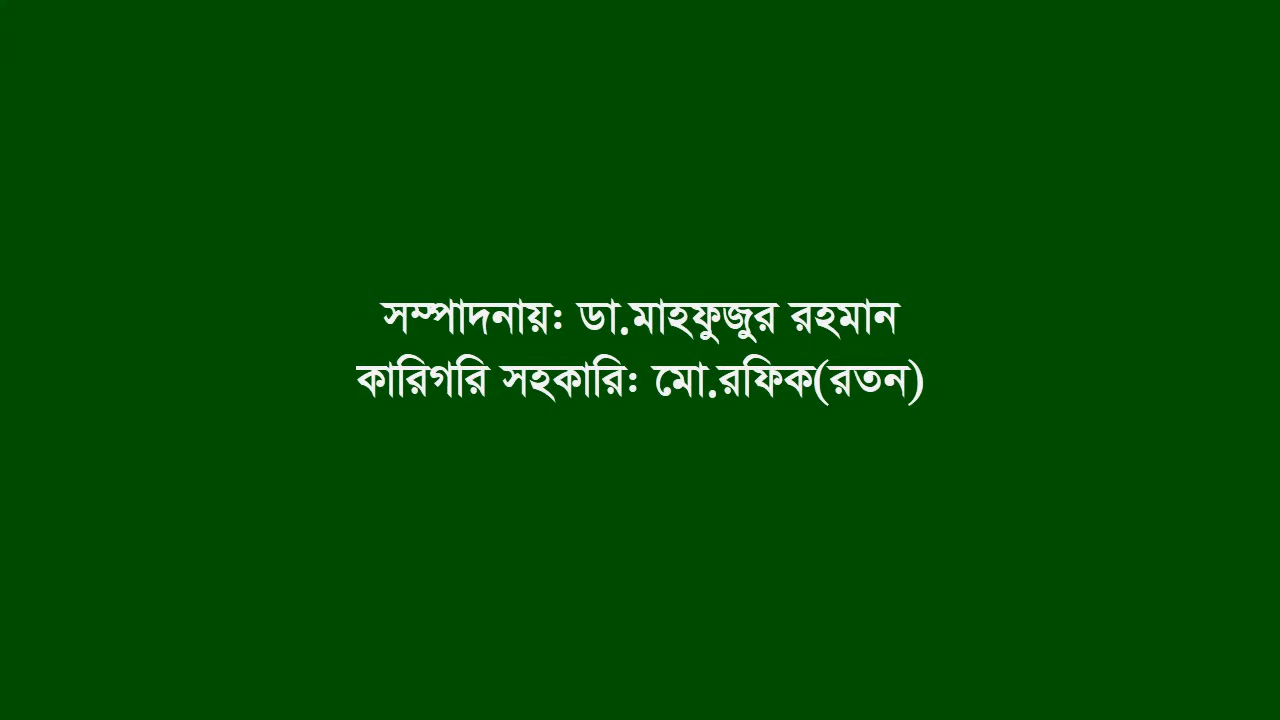 সম্পাদনায়: ডা.মাহফুজুর রহমান
কারিগরি সহকারি: মো.রফিক(রতন)